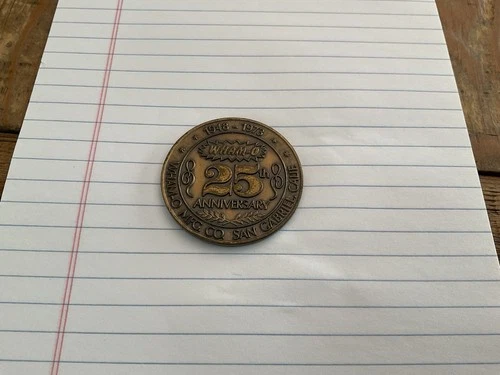 1948 - 1973
WHAM-O
25th
ANNIVERSARY
WHAM-O MFG. CO. SAN GABRIEL, CALIF.